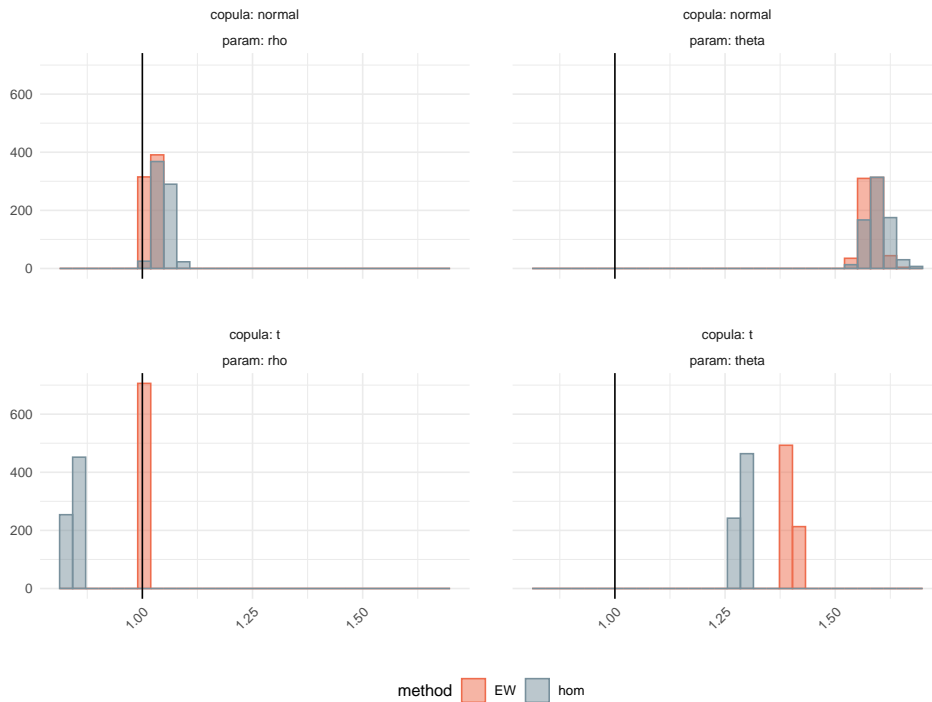 copula: normal
param: rho
copula: normal
param: theta
600
400
200
0
copula: t
param: rho
copula: t
param: theta
600
400
200
0
1.00
1.25
1.50
1.00
1.25
1.50
method EW hom